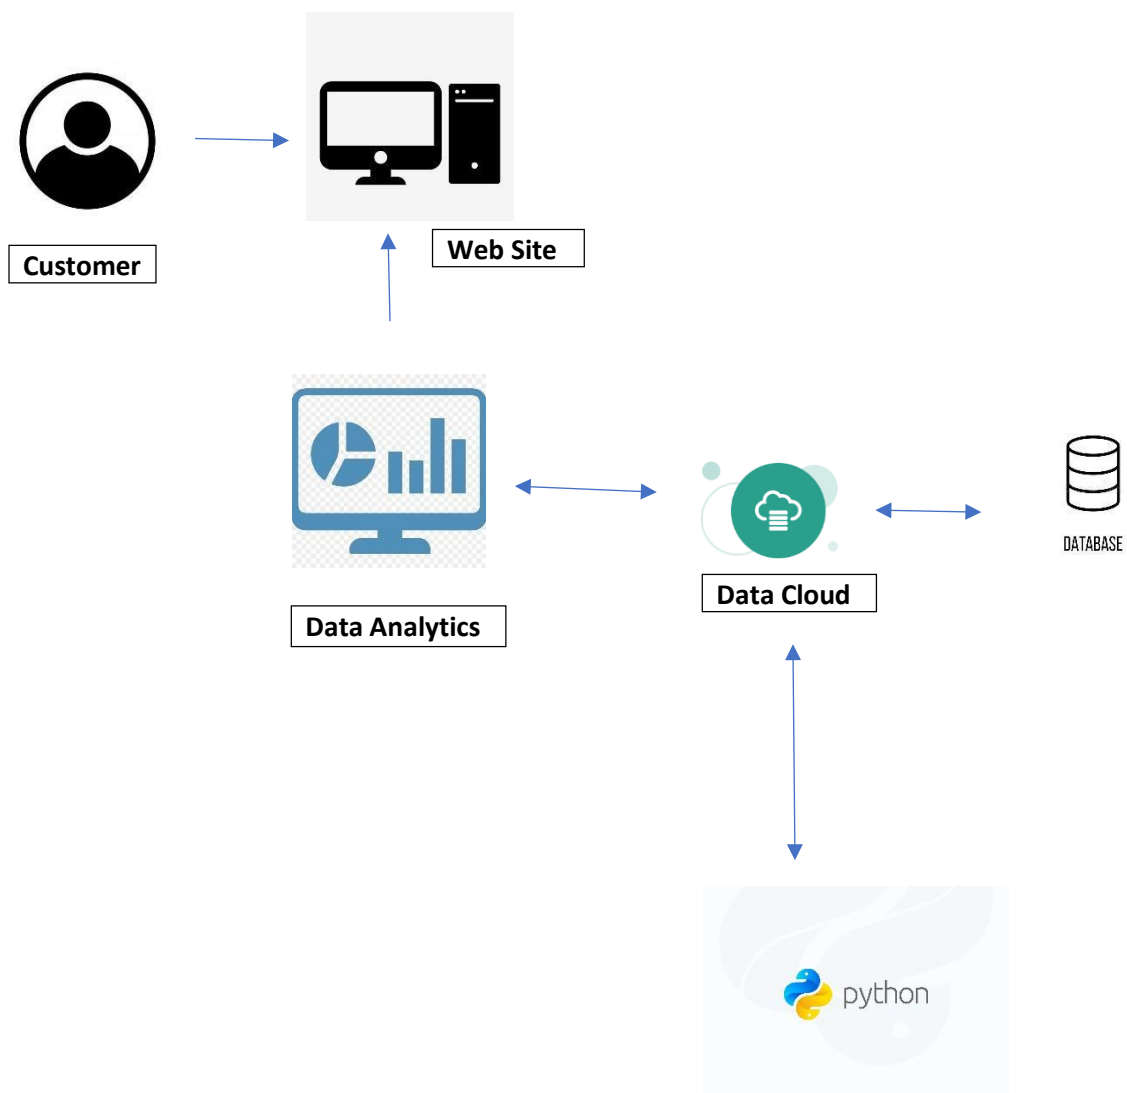 Customer
Web Site
Data Analytics
Data Cloud
DATABASE
python